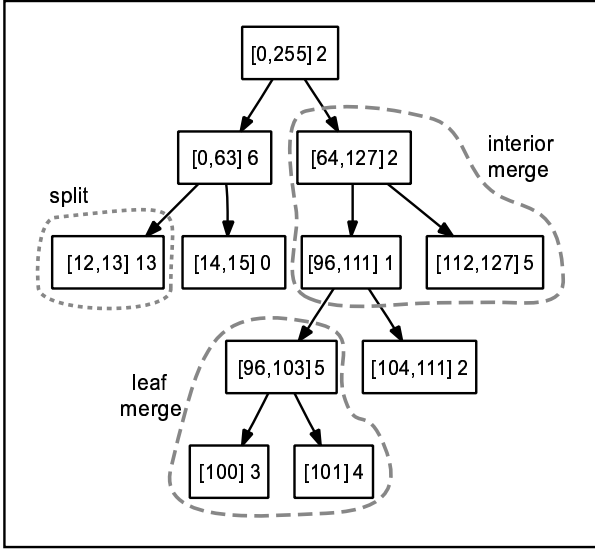 [0,255] 2
[0,63] 6
[64,127] 2
interior
merge
split
[12,13] 13
[14,15] 0
[96,111] 1
[112,127] 5
leaf
merge
[96,103] 5
[104,111] 2
[100] 3
[101] 4